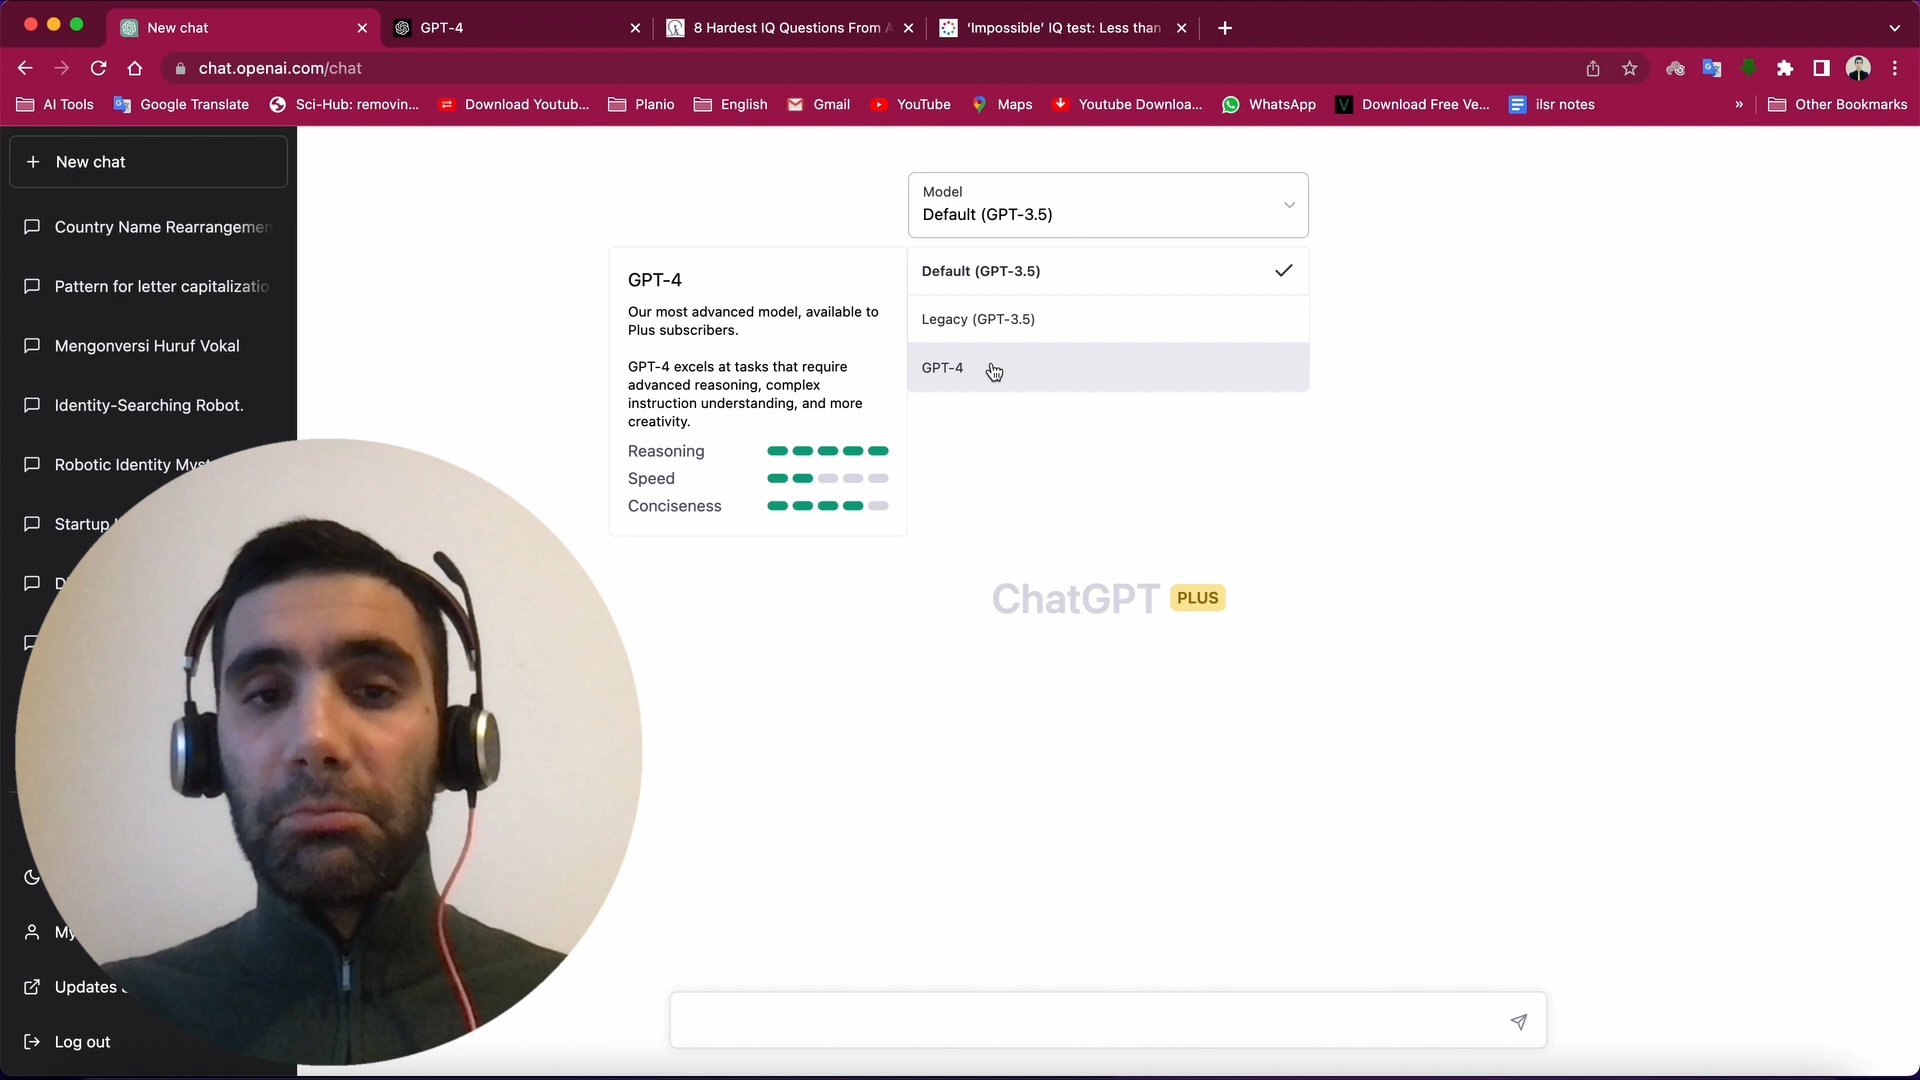 New chat
GPT-4
8 Hardest IQ Questions From A
‘Impossible’ IQ test: Less than
chat.openai.com/chat
AI Tools
Google Translate
Sci-Hub: removin...
Download Youtub...
Planio
English
Gmail
YouTube
Maps
Youtube Downloa...
WhatsApp
Download Free Ve...
ilsr notes
»
Other Bookmarks
+ New chat
Country Name Rearrangemen
Pattern for letter capitalizatio
Mengonversi Huruf Vokal
Identity-Searching Robot.
Robotic Identity Myst
Startup
D
My
Updates
Log out
Model
Default (GPT-3.5)
Default (GPT-3.5)
Legacy (GPT-3.5)
GPT-4
GPT-4
Our most advanced model, available to
Plus subscribers.
GPT-4 excels at tasks that require
advanced reasoning, complex
instruction understanding, and more
creativity.
Reasoning
Speed
Conciseness
ChatGPT PLUS